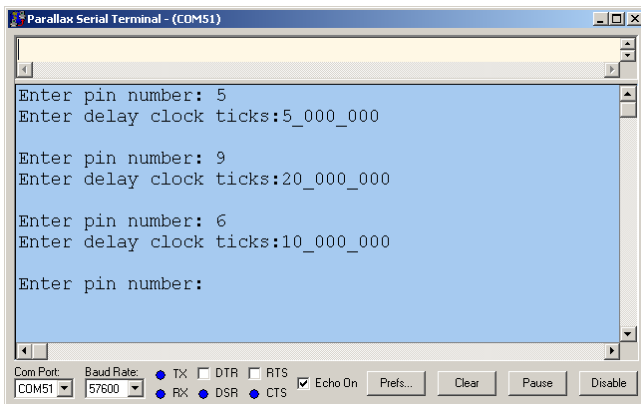 Parallax Serial Terminal - (COM51)
Enter pin number: 5
Enter delay clock ticks:5_000_000
Enter pin number: 9
Enter delay clock ticks:20_000_000
Enter pin number: 6
Enter delay clock ticks:10_000_000
Enter pin number:
Com Port: Baud Rate: TX DTR RTS
COM51 57600 RX DSR CTS Echo On Prefs... Clear Pause Disable